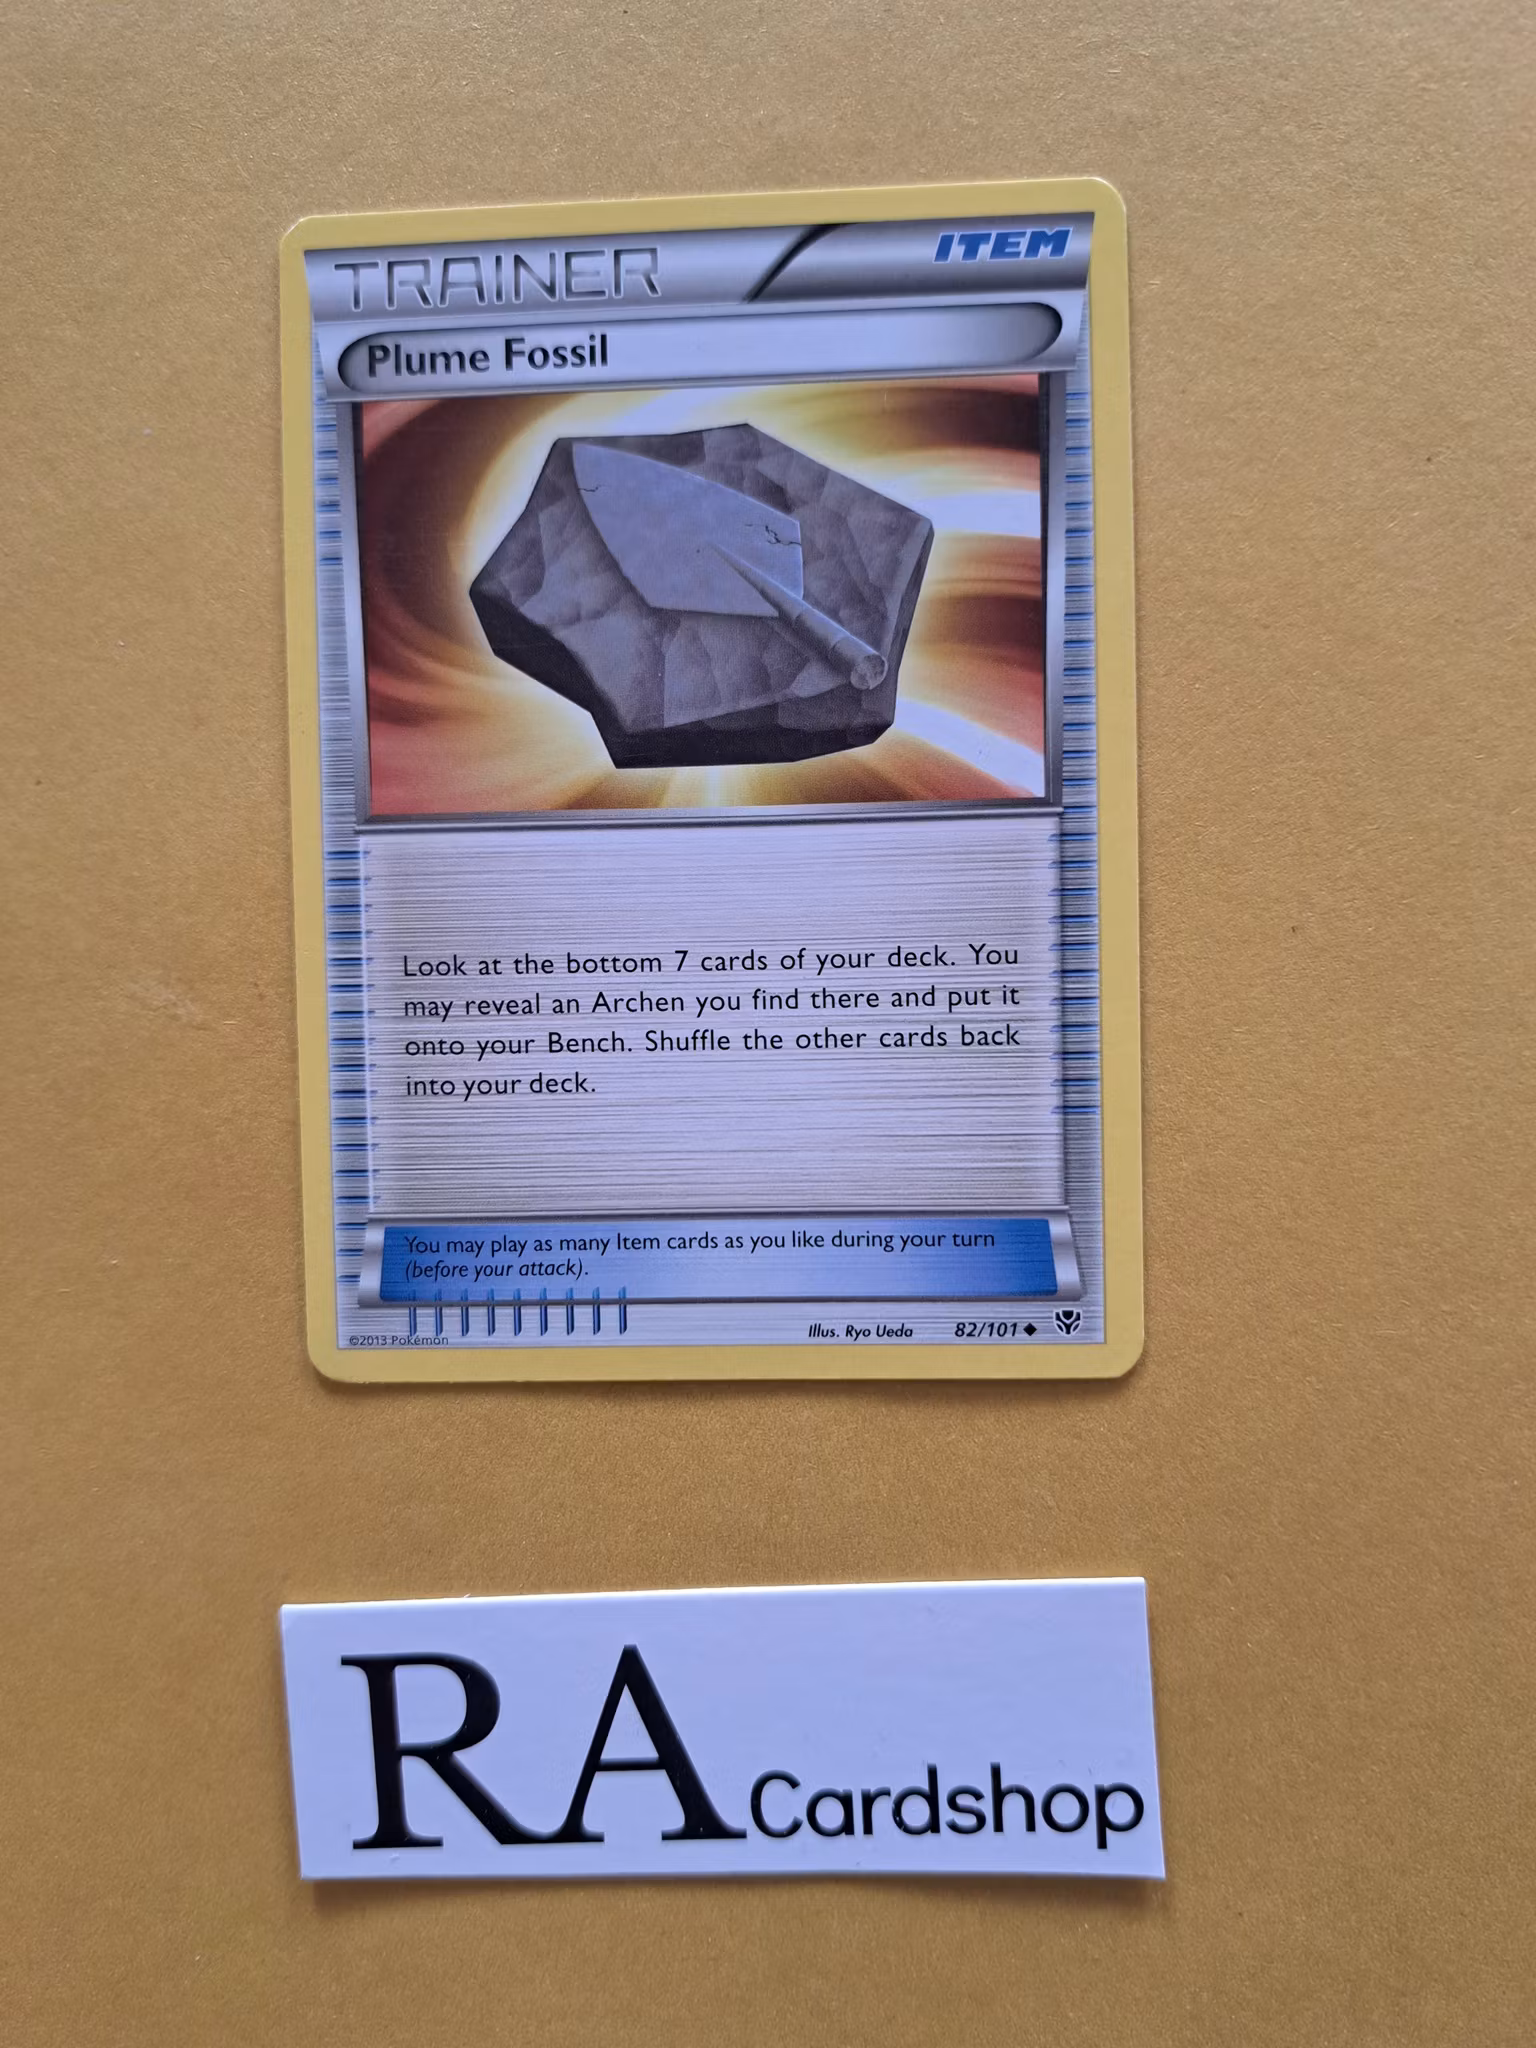 TRAINER
ITEM
Plume Fossil
Look at the bottom 7 cards of your deck. You
may reveal an Archen you find there and put it
onto your Bench. Shuffle the other cards back
into your deck.
You may play as many Item cards as you like during your turn
(before your attack).
©2013 Pokémon
Illus. Ryo Ueda
82/101
RA Cardshop